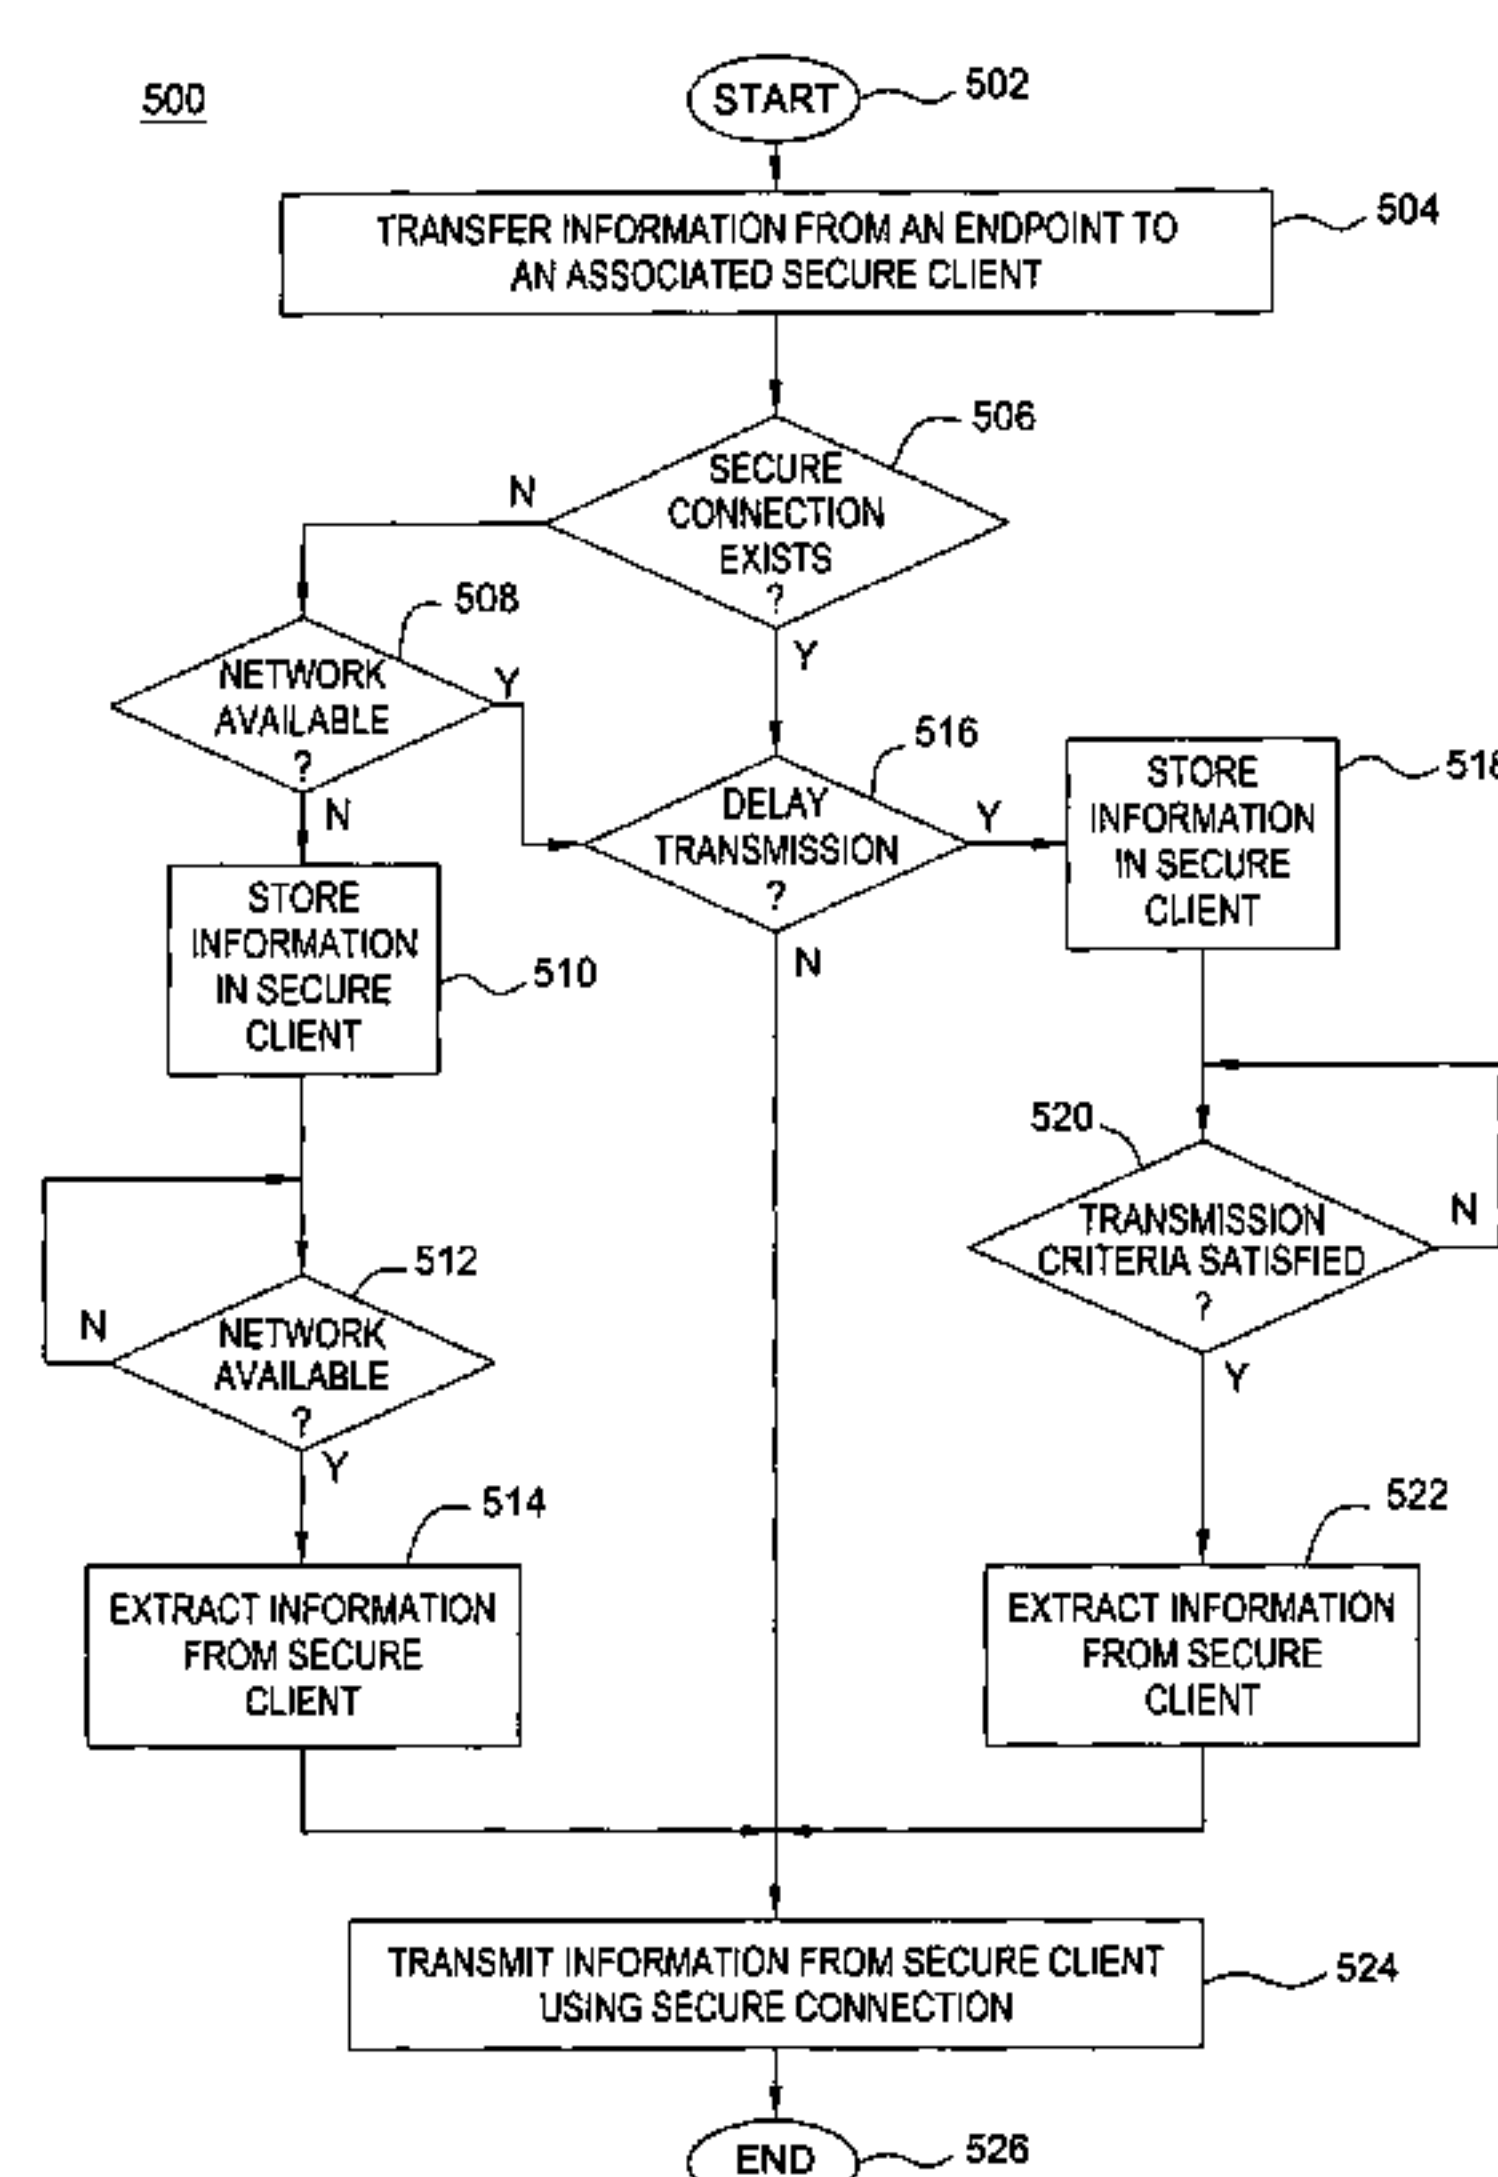 500
START
502
TRANSFER INFORMATION FROM AN ENDPOINT TO
AN ASSOCIATED SECURE CLIENT
504
SECURE
CONNECTION
EXISTS
?
506
N
Y
NETWORK
AVAILABLE
?
508
Y
N
DELAY
TRANSMISSION
?
516
Y
N
STORE
INFORMATION
IN SECURE
CLIENT
518
STORE
INFORMATION
IN SECURE
CLIENT
510
520
TRANSMISSION
CRITERIA SATISFIED
?
N
Y
512
NETWORK
AVAILABLE
?
N
Y
514
EXTRACT INFORMATION
FROM SECURE
CLIENT
522
EXTRACT INFORMATION
FROM SECURE
CLIENT
TRANSMIT INFORMATION FROM SECURE CLIENT
USING SECURE CONNECTION
524
END
526